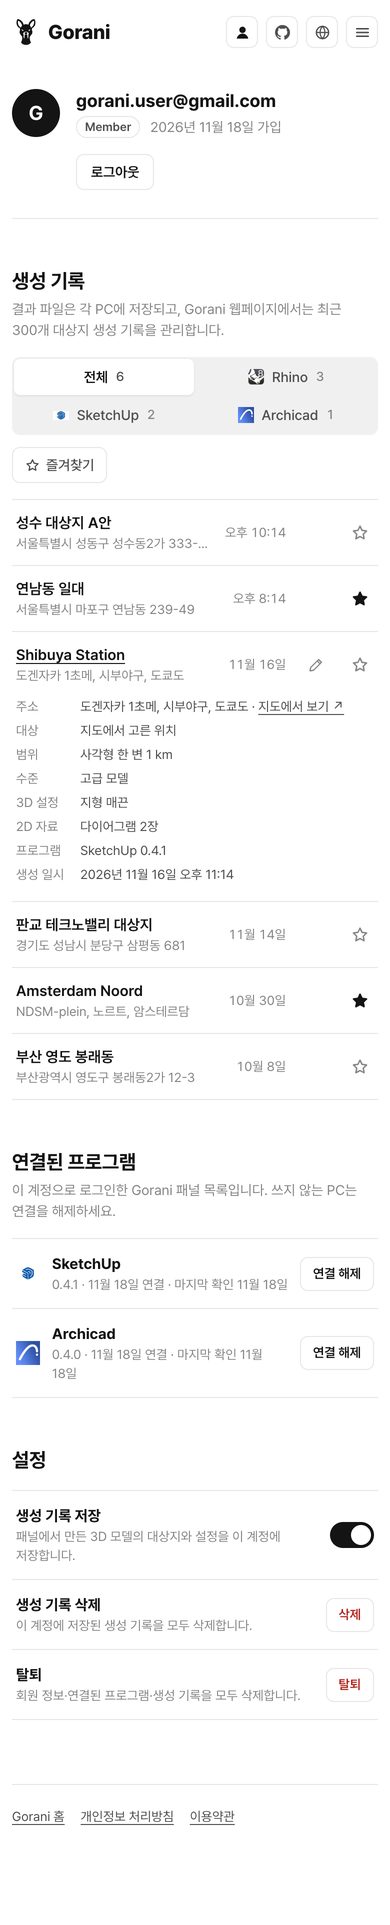 Gorani
G
gorani.user@gmail.com
Member 2026년 11월 18일 가입
로그아웃
생성 기록
결과 파일은 각 PC에 저장되고, Gorani 웹페이지에서는 최근
300개 대상지 생성 기록을 관리합니다.
전체 6
Rhino 3
SketchUp 2
Archicad 1
즐겨찾기
성수 대상지 A안
서울특별시 성동구 성수동2가 333-...
오후 10:14
연남동 일대
서울특별시 마포구 연남동 239-49
오후 8:14
Shibuya Station
도겐자카 1초메, 시부야구, 도쿄도
11월 16일
주소 도겐자카 1초메, 시부야구, 도쿄도 · 지도에서 보기 ↗
대상 지도에서 고른 위치
범위 사각형 한 변 1 km
수준 고급 모델
3D 설정 지형 매끈
2D 자료 다이어그램 2장
프로그램 SketchUp 0.4.1
생성 일시 2026년 11월 16일 오후 11:14
판교 테크노밸리 대상지
경기도 성남시 분당구 삼평동 681
11월 14일
Amsterdam Noord
NDSM-plein, 노르트, 암스테르담
10월 30일
부산 영도 봉래동
부산광역시 영도구 봉래동2가 12-3
10월 8일
연결된 프로그램
이 계정으로 로그인한 Gorani 패널 목록입니다. 쓰지 않는 PC는
연결을 해제하세요.
SketchUp
0.4.1 · 11월 18일 연결 · 마지막 확인 11월 18일
연결 해제
Archicad
0.4.0 · 11월 18일 연결 · 마지막 확인 11월
18일
연결 해제
설정
생성 기록 저장
패널에서 만든 3D 모델의 대상지와 설정을 이 계정에
저장합니다.
생성 기록 삭제
이 계정에 저장된 생성 기록을 모두 삭제합니다.
삭제
탈퇴
회원 정보·연결된 프로그램·생성 기록을 모두 삭제합니다.
탈퇴
Gorani 홈 개인정보 처리방침 이용약관